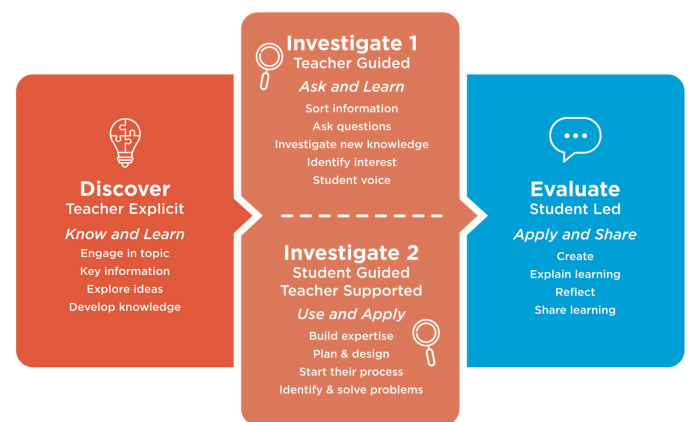 Discover
Teacher Explicit
Know and Learn
Engage in topic
Key information
Explore ideas
Develop knowledge
Investigate 1
Teacher Guided
Ask and Learn
Sort information
Ask questions
Investigate new knowledge
Identify interest
Student voice
Investigate 2
Student Guided
Teacher Supported
Use and Apply
Build expertise
Plan & design
Start their process
Identify & solve problems
Evaluate
Student Led
Apply and Share
Create
Explain learning
Reflect
Share learning